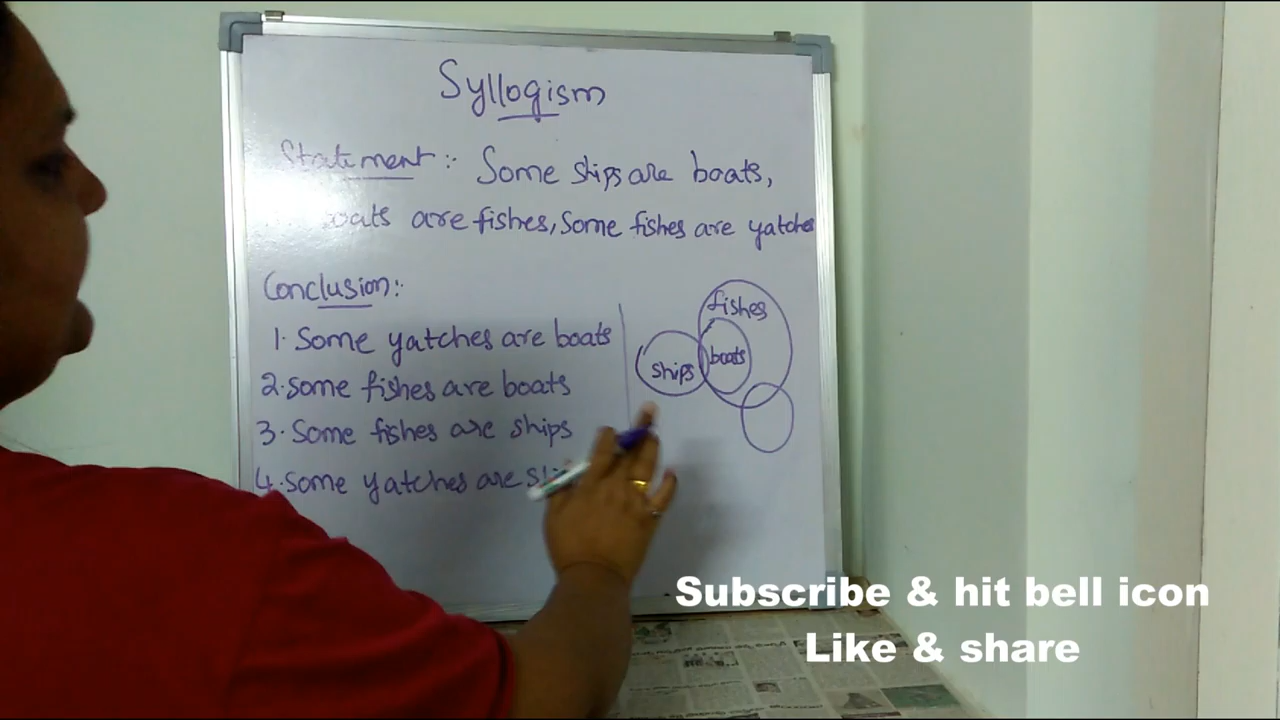 Syllogism
Statement:- Some ships are boats,
are fishes, Some fishes are yatches
Conclusion:-
1. Some yatches are boats
2. some fishes are boats
3. Some fishes are ships
4. some yatches are
fishes
ships
boats
Subscribe & hit bell icon
Like & share